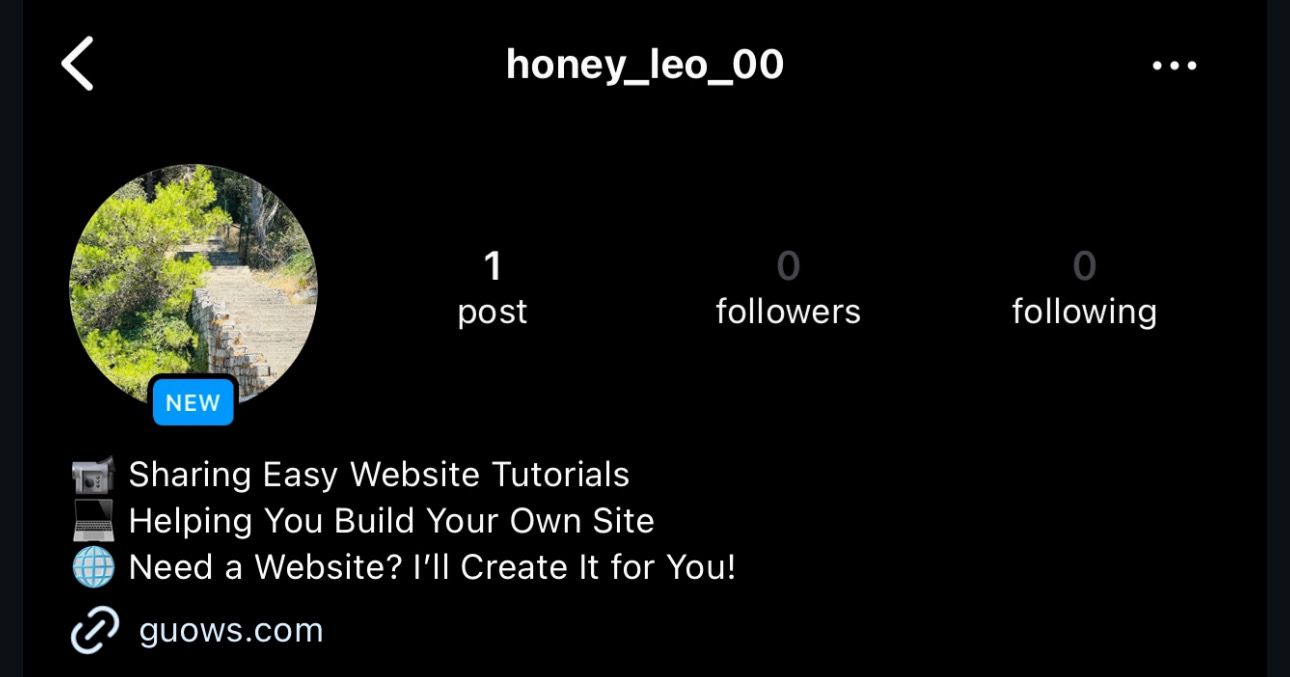 honey_leo_00
1
post
0
followers
0
following
NEW
Sharing Easy Website Tutorials
Helping You Build Your Own Site
Need a Website? I’ll Create It for You!
guows.com